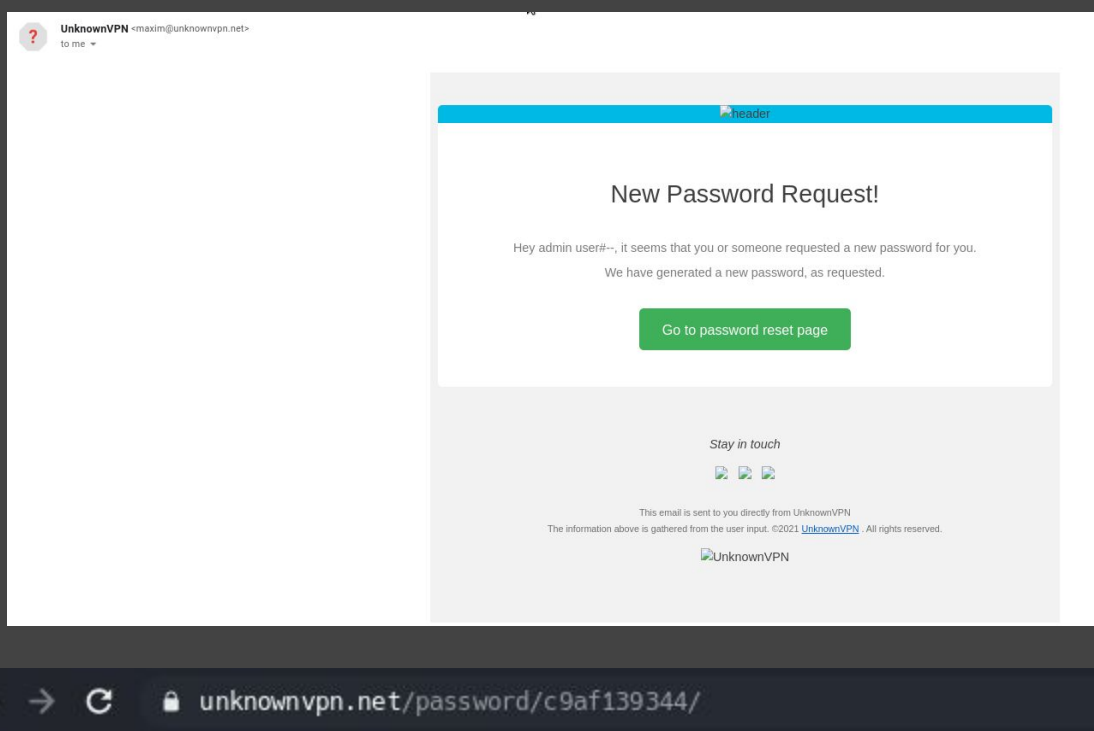 UnknownVPN <maxim@unknownvpn.net>
to me
header
New Password Request!
Hey admin user#--, it seems that you or someone requested a new password for you.
We have generated a new password, as requested.
Go to password reset page
Stay in touch
This email is sent to you directly from UnknownVPN
The information above is gathered from the user input. ©2021 UnknownVPN . All rights reserved.
UnknownVPN
unknownvpn.net/password/c9af139344/